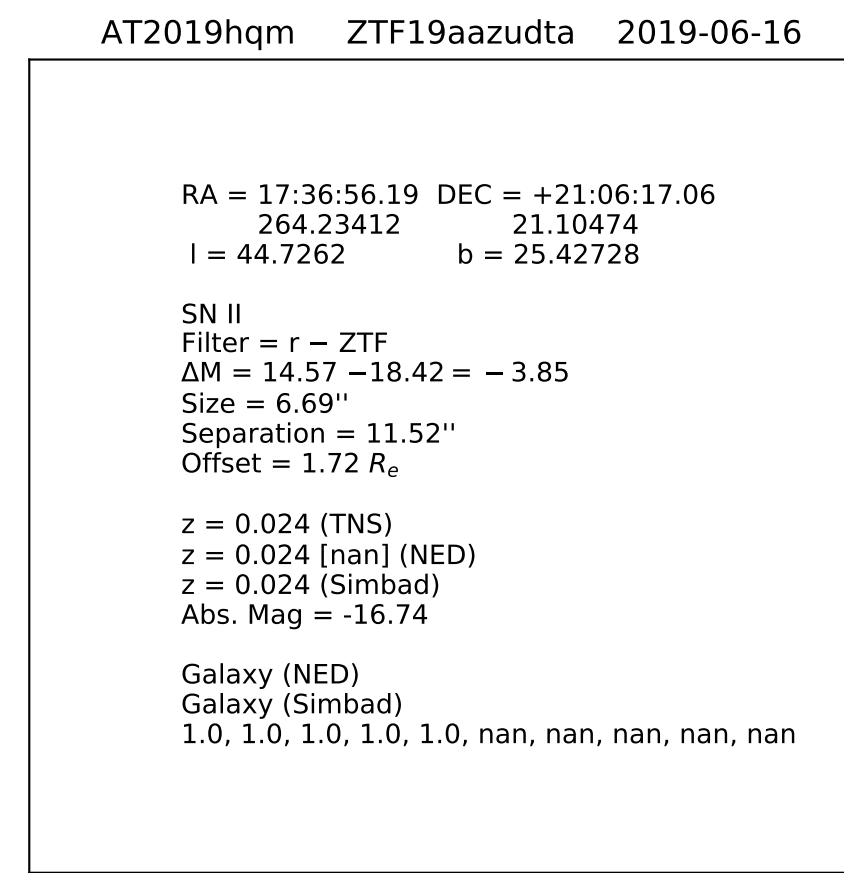 AT2019hqm ZTF19aazudta 2019-06-16
RA = 17:36:56.19 DEC = +21:06:17.06
264.23412 21.10474
l = 44.7262 b = 25.42728
SN II
Filter = r − ZTF
ΔM = 14.57 −18.42 = − 3.85
Size = 6.69''
Separation = 11.52''
Offset = 1.72 Re
z = 0.024 (TNS)
z = 0.024 [nan] (NED)
z = 0.024 (Simbad)
Abs. Mag = -16.74
Galaxy (NED)
Galaxy (Simbad)
1.0, 1.0, 1.0, 1.0, 1.0, nan, nan, nan, nan, nan